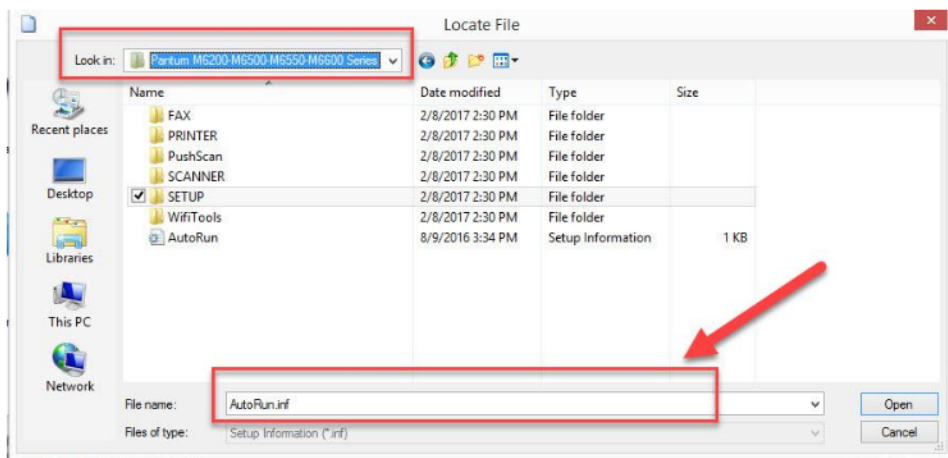 Locate File
Look in: Pantum M6200-M6500-M6550-M6600 Series
Name Date modified Type Size
FAX 2/8/2017 2:30 PM File folder
PRINTER 2/8/2017 2:30 PM File folder
PushScan 2/8/2017 2:30 PM File folder
SCANNER 2/8/2017 2:30 PM File folder
SETUP 2/8/2017 2:30 PM File folder
WifiTools 2/8/2017 2:30 PM File folder
AutoRun 8/9/2016 3:34 PM Setup Information 1 KB
Recent places
Desktop
Libraries
This PC
Network
File name: AutoRun.inf Open
Files of type: Setup Information (*.inf) Cancel